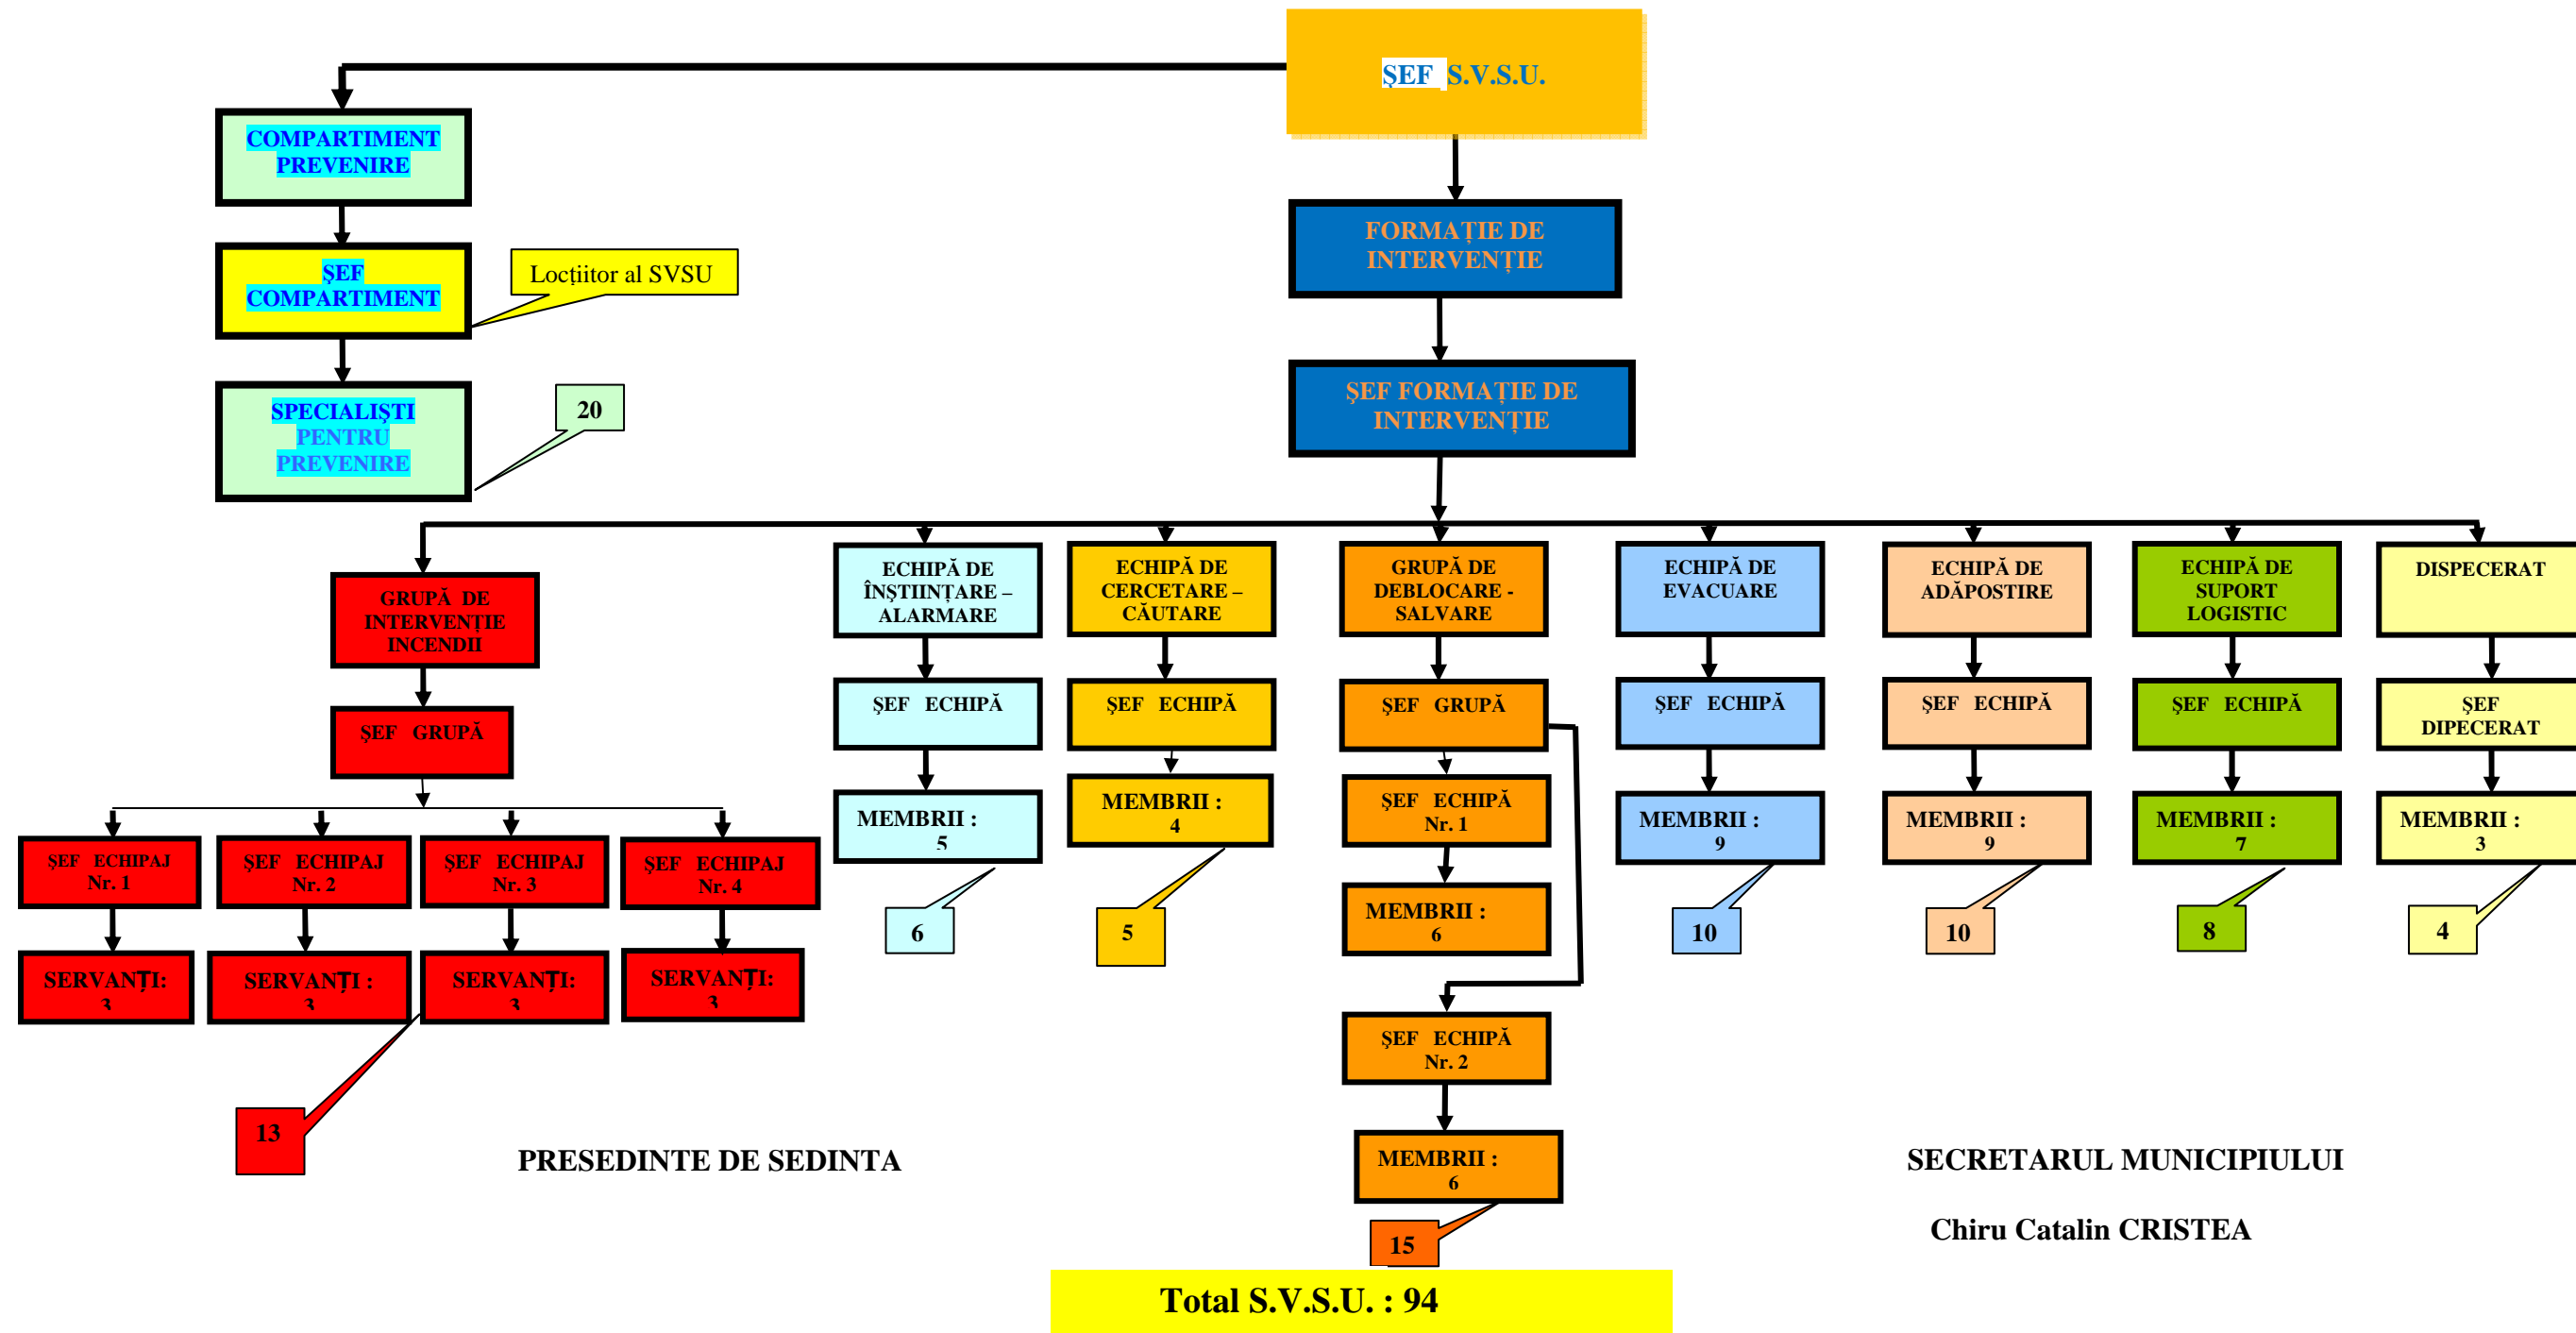 ŞEF S.V.S.U.
COMPARTIMENT
PREVENIRE
ŞEF
COMPARTIMENT
Locțiitor al SVSU
SPECIALIŞTI
PENTRU
PREVENIRE
20
FORMAȚIE DE
INTERVENȚIE
ŞEF FORMAȚIE DE
INTERVENȚIE
GRUPĂ DE
INTERVENȚIE
INCENDII
ŞEF GRUPĂ
ŞEF ECHIPAJ
Nr. 1
SERVANȚI:
3
ŞEF ECHIPAJ
Nr. 2
SERVANȚI :
3
ŞEF ECHIPAJ
Nr. 3
SERVANȚI:
3
ŞEF ECHIPAJ
Nr. 4
SERVANȚI:
3
13
ECHIPĂ DE
ÎNŞTIINȚARE –
ALARMARE
ŞEF ECHIPĂ
MEMBRII :
5
6
ECHIPĂ DE
CERCETARE –
CĂUTARE
ŞEF ECHIPĂ
MEMBRII :
4
5
GRUPĂ DE
DEBLOCARE -
SALVARE
ŞEF GRUPĂ
ŞEF ECHIPĂ
Nr. 1
MEMBRII :
6
ŞEF ECHIPĂ
Nr. 2
MEMBRII :
6
15
ECHIPĂ DE
EVACUARE
ŞEF ECHIPĂ
MEMBRII :
9
10
ECHIPĂ DE
ADĂPOSTIRE
ŞEF ECHIPĂ
MEMBRII :
9
10
ECHIPĂ DE
SUPORT
LOGISTIC
ŞEF ECHIPĂ
MEMBRII :
7
8
DISPECERAT
ŞEF
DIPECERAT
MEMBRII :
3
4
PRESEDINTE DE SEDINTA
SECRETARUL MUNICIPIULUI
Chiru Catalin CRISTEA
Total S.V.S.U. : 94